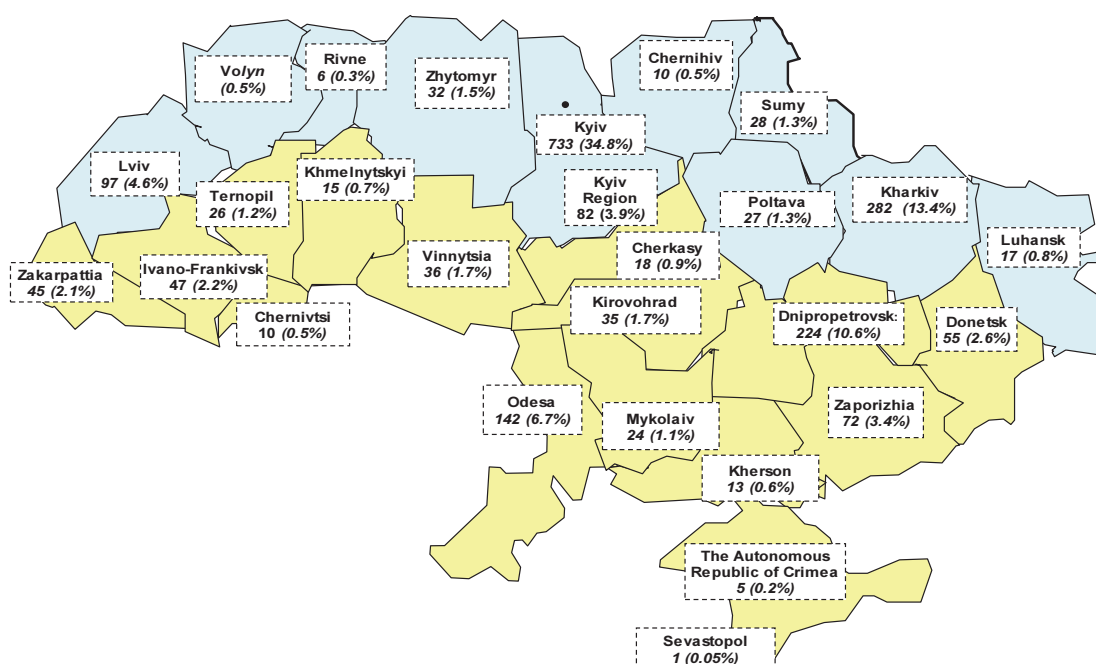 Volyn
(0.5%)
Rivne
6 (0.3%)
Zhytomyr
32 (1.5%)
Chernihiv
10 (0.5%)
Sumy
28 (1.3%)
Kyiv
733 (34.8%)
Lviv
97 (4.6%)
Ternopil
26 (1.2%)
Khmelnytskyi
15 (0.7%)
Kyiv
Region
82 (3.9%)
Poltava
27 (1.3%)
Kharkiv
282 (13.4%)
Luhansk
17 (0.8%)
Zakarpattia
45 (2.1%)
Ivano-Frankivsk
47 (2.2%)
Chernivtsi
10 (0.5%)
Vinnytsia
36 (1.7%)
Cherkasy
18 (0.9%)
Kirovohrad
35 (1.7%)
Dnipropetrovsk:
224 (10.6%)
Donetsk
55 (2.6%)
Odesa
142 (6.7%)
Mykolaiv
24 (1.1%)
Zaporizhia
72 (3.4%)
Kherson
13 (0.6%)
The Autonomous
Republic of Crimea
5 (0.2%)
Sevastopol
1 (0.05%)